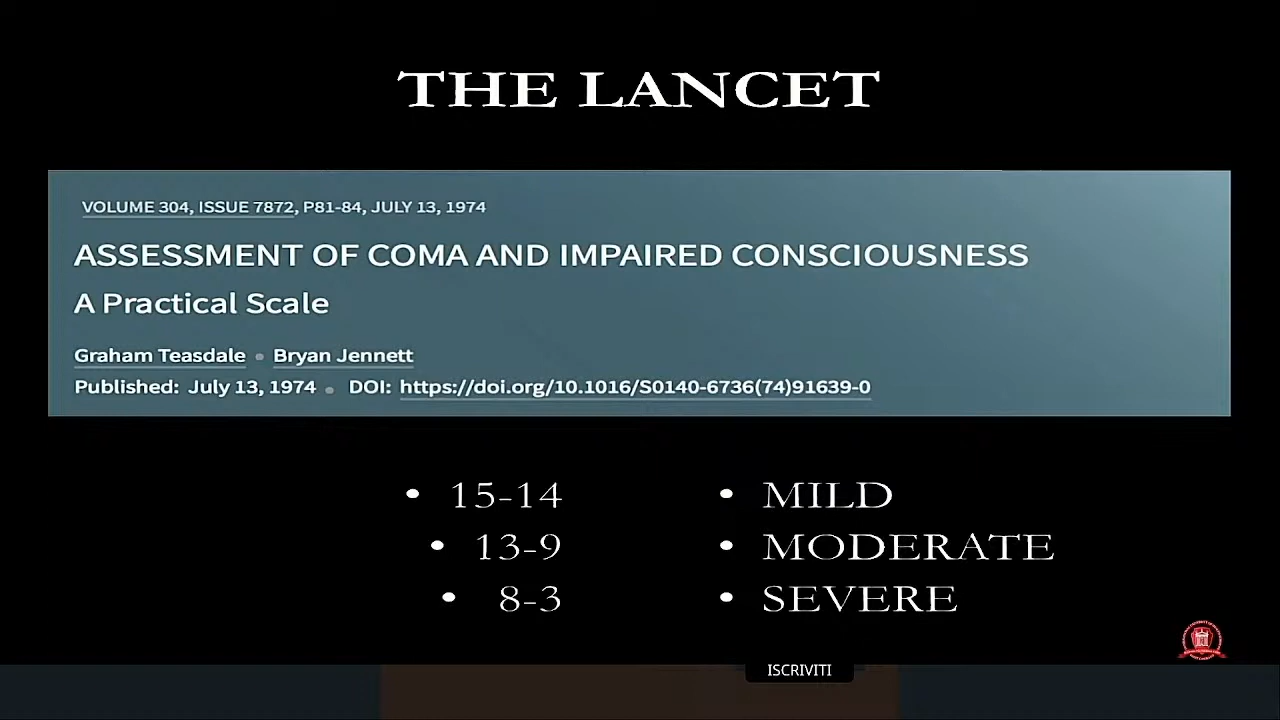 THE LANCET
VOLUME 304, ISSUE 7872, P81-84, JULY 13, 1974
ASSESSMENT OF COMA AND IMPAIRED CONSCIOUSNESS
A Practical Scale
Graham Teasdale • Bryan Jennett
Published: July 13, 1974 • DOI: https://doi.org/10.1016/S0140-6736(74)91639-0
• 15-14 • MILD
• 13-9 • MODERATE
• 8-3 • SEVERE
ISCRIVITI